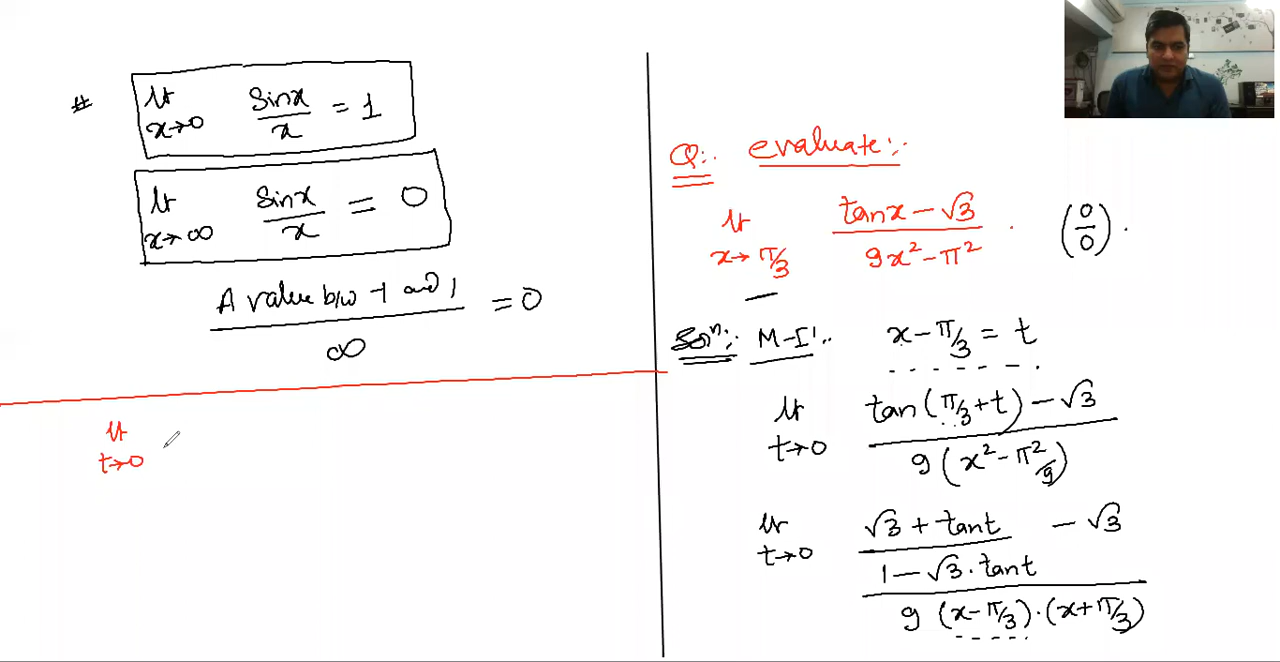 # lt x→0 sinx/x = 1
lt x→∞ sinx/x = 0
A value b/w -1 and 1 / ∞ = 0
lt t→0
Q:. evaluate:.
lt x→π/3 tanx-√3 / 9x²-π² . (0/0).
Solⁿ:. M-I:. x-π/3 = t
lt t→0 tan(π/3+t)-√3 / 9(x²-π²/9)
lt t→0 √3+tant / 1-√3.tant -√3 / 9(x-π/3).(x+π/3)